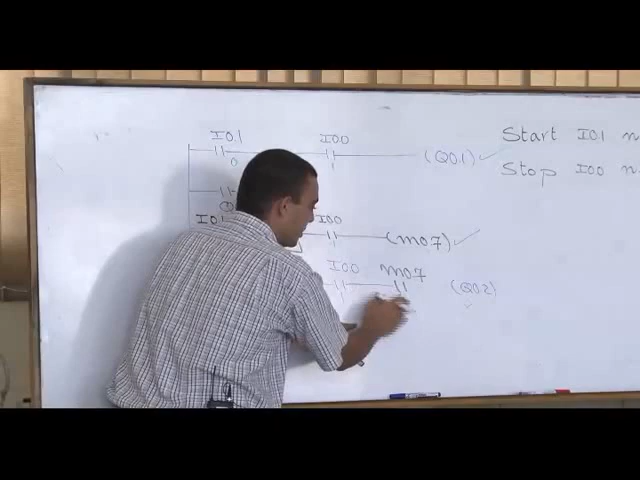 I0.1 I0.0
0 (Q0.1)
I0.1 I0.0
(m0.7)
I0.0 m0.7
(Q0.2)
Start I0.1 n
Stop I0.0 n.